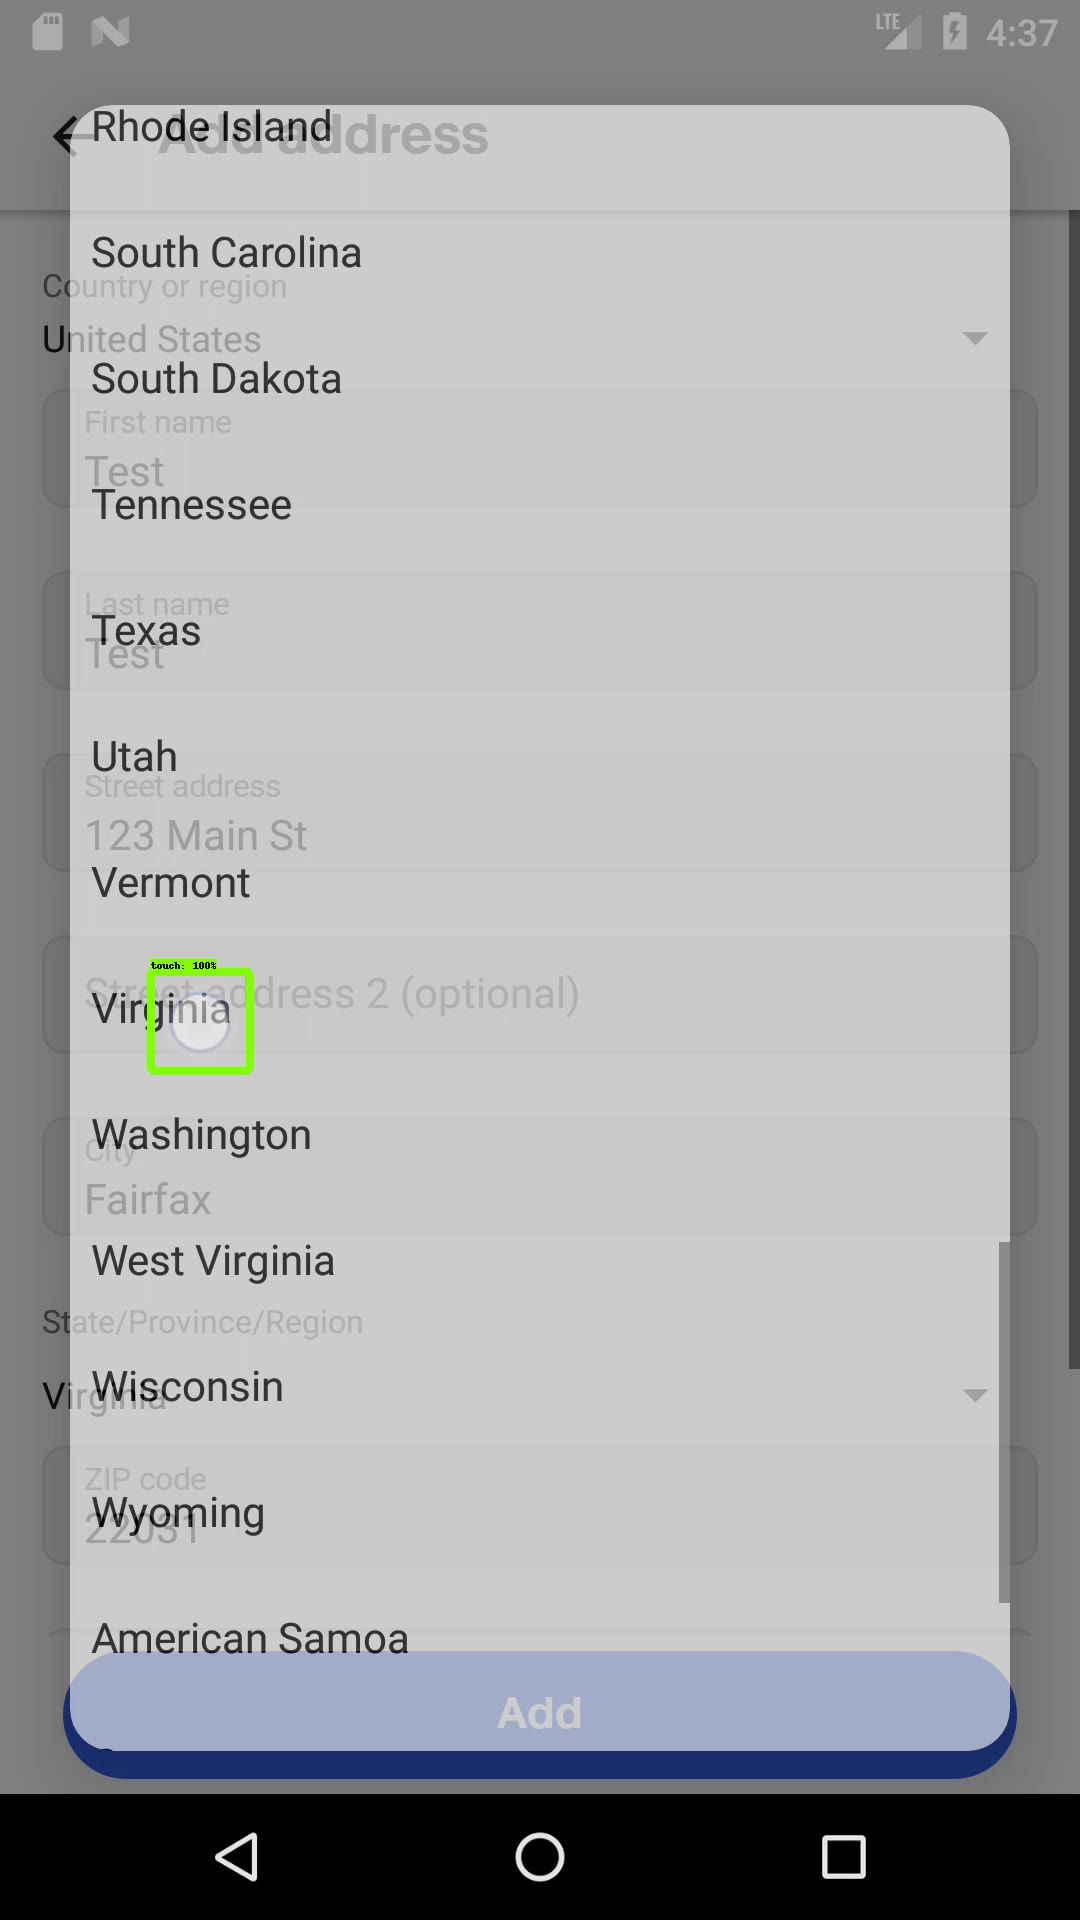 LTE 4:37
Add address
Rhode Island
South Carolina
Country or region
United States
South Dakota
First name
Test
Tennessee
Last name
Texas
Test
Utah
Street address
123 Main St
Vermont
touch: 100%
Street address 2 (optional)
Virginia
Washington
City
Fairfax
West Virginia
State/Province/Region
Wisconsin
Virginia
ZIP code
Wyoming
22031
American Samoa
Add